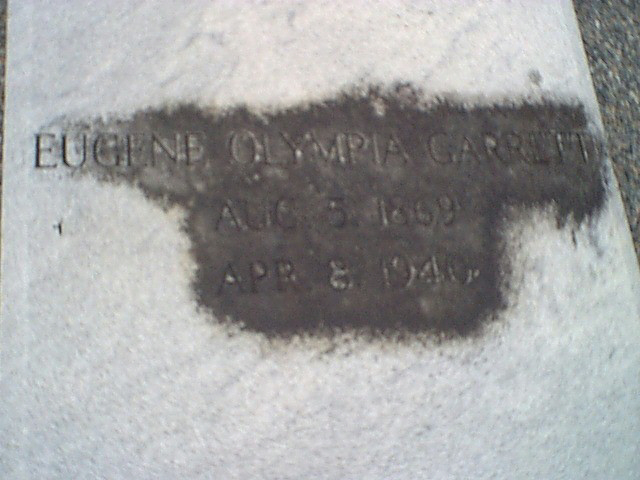 EUGENE OLYMPIA GARRETT
AUG. 5. 1869
APR. 8. 1940